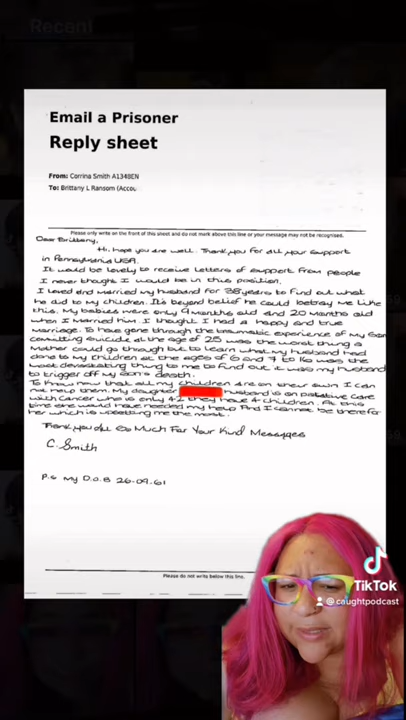 Recent
Email a Prisoner
Reply sheet
From: Corrina Smith A1348EN
To: Brittany L Ransom (Accou
Please only write on the front of this sheet and do not mark above this line or your message may not be recognised.
Dear Brittany,
Hi, hope you are well. Thank you for all your support
in Pennsylvania USA.
It would be lovely to receive letters of support from people
I never thought I would be in this position.
I loved and married my husband for 38 years to find out what
he did to my children. It's beyond belief he could betray me like
this. My babies were only 9 months old and 20 months old
when I married him I thought I had a happy and true
marriage. To have gone through the traumatic experience of my son
committing suicide at the age of 25 was the worst thing a
mother could go through but to learn what my husband had
done to my children at the ages of 6 and 7 to 16 was the
most devastating thing to me to find out it was my husband
to trigger off my son's death.
To know now that all my children are on their own I can
not help them. My daughter husband is on palative care
with cancer who is only 42 they have 4 children. At this
time she would have needed my help And I cannot be there for
her which is upsetting me the most.
Thank you All So Much For Your Kind Messages
C. Smith
P.S My D.O.B 26-09.61
Please do not write below this line.
TikTok
@caughtpodcast